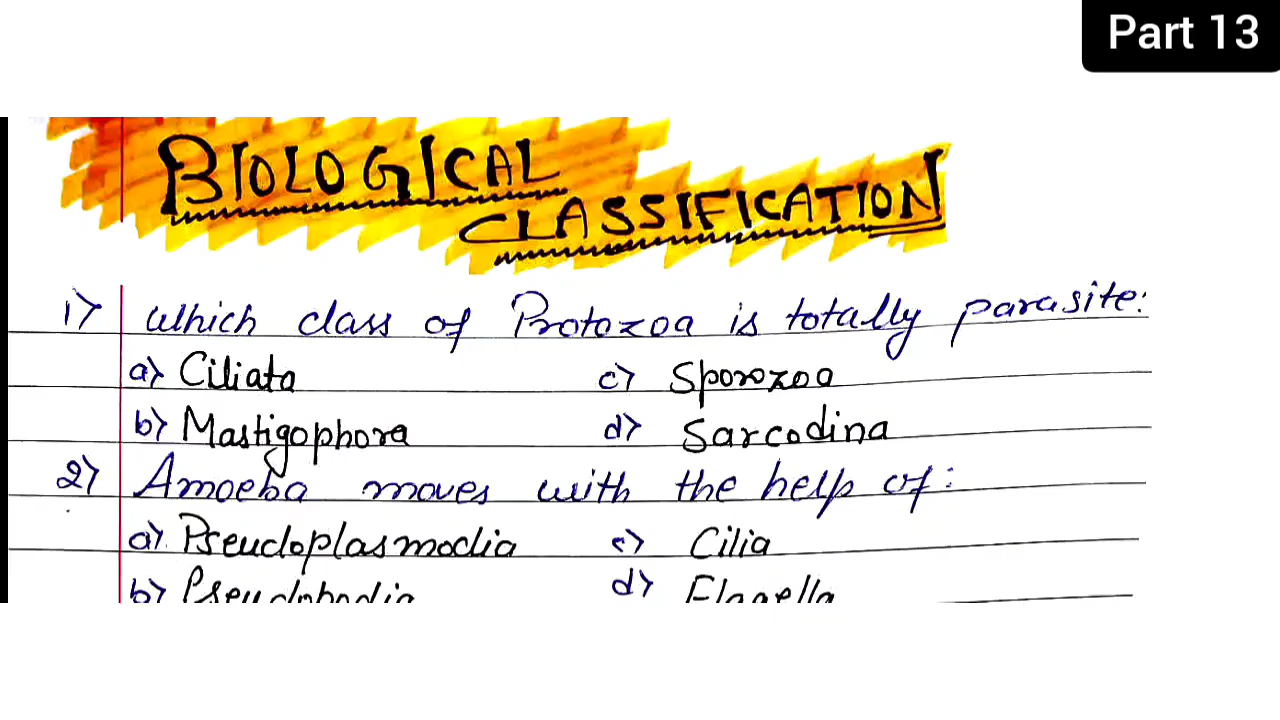 Part 13
BIOLOGICAL
CLASSIFICATION
1) Which class of Protozoa is totally parasite:
a) Ciliata c) Sporozoa
b) Mastigophora d) Sarcodina
2) Amoeba moves with the help of:
a) Pseudoplasmodia c) Cilia
b) d) Flagella